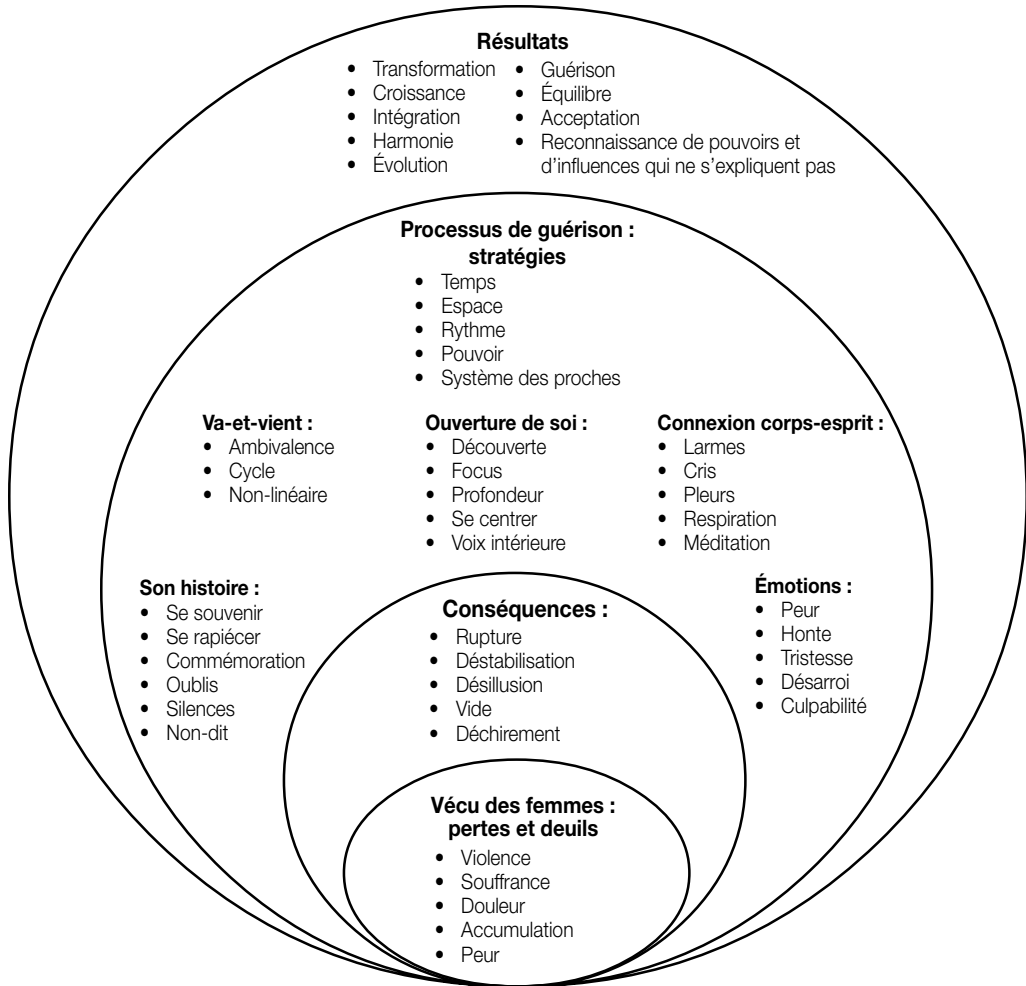 Résultats
• Transformation
• Croissance
• Intégration
• Harmonie
• Évolution
• Guérison
• Équilibre
• Acceptation
• Reconnaissance de pouvoirs et
d’influences qui ne s’expliquent pas
Processus de guérison :
stratégies
• Temps
• Espace
• Rythme
• Pouvoir
• Système des proches
Va-et-vient :
• Ambivalence
• Cycle
• Non-linéaire
Ouverture de soi :
• Découverte
• Focus
• Profondeur
• Se centrer
• Voix intérieure
Connexion corps-esprit :
• Larmes
• Cris
• Pleurs
• Respiration
• Méditation
Son histoire :
• Se souvenir
• Se rapiécer
• Commémoration
• Oublis
• Silences
• Non-dit
Conséquences :
• Rupture
• Déstabilisation
• Désillusion
• Vide
• Déchirement
Émotions :
• Peur
• Honte
• Tristesse
• Désarroi
• Culpabilité
Vécu des femmes :
pertes et deuils
• Violence
• Souffrance
• Douleur
• Accumulation
• Peur